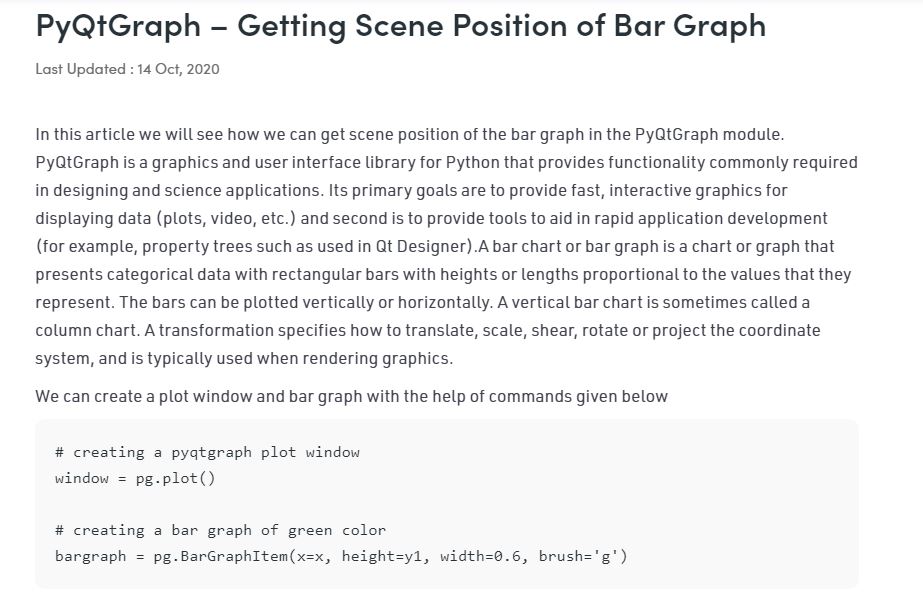 PyQtGraph – Getting Scene Position of Bar Graph
Last Updated : 14 Oct, 2020
In this article we will see how we can get scene position of the bar graph in the PyQtGraph module.
PyQtGraph is a graphics and user interface library for Python that provides functionality commonly required
in designing and science applications. Its primary goals are to provide fast, interactive graphics for
displaying data (plots, video, etc.) and second is to provide tools to aid in rapid application development
(for example, property trees such as used in Qt Designer).A bar chart or bar graph is a chart or graph that
presents categorical data with rectangular bars with heights or lengths proportional to the values that they
represent. The bars can be plotted vertically or horizontally. A vertical bar chart is sometimes called a
column chart. A transformation specifies how to translate, scale, shear, rotate or project the coordinate
system, and is typically used when rendering graphics.
We can create a plot window and bar graph with the help of commands given below
# creating a pyqtgraph plot window
window = pg.plot()
# creating a bar graph of green color
bargraph = pg.BarGraphItem(x=x, height=y1, width=0.6, brush='g')